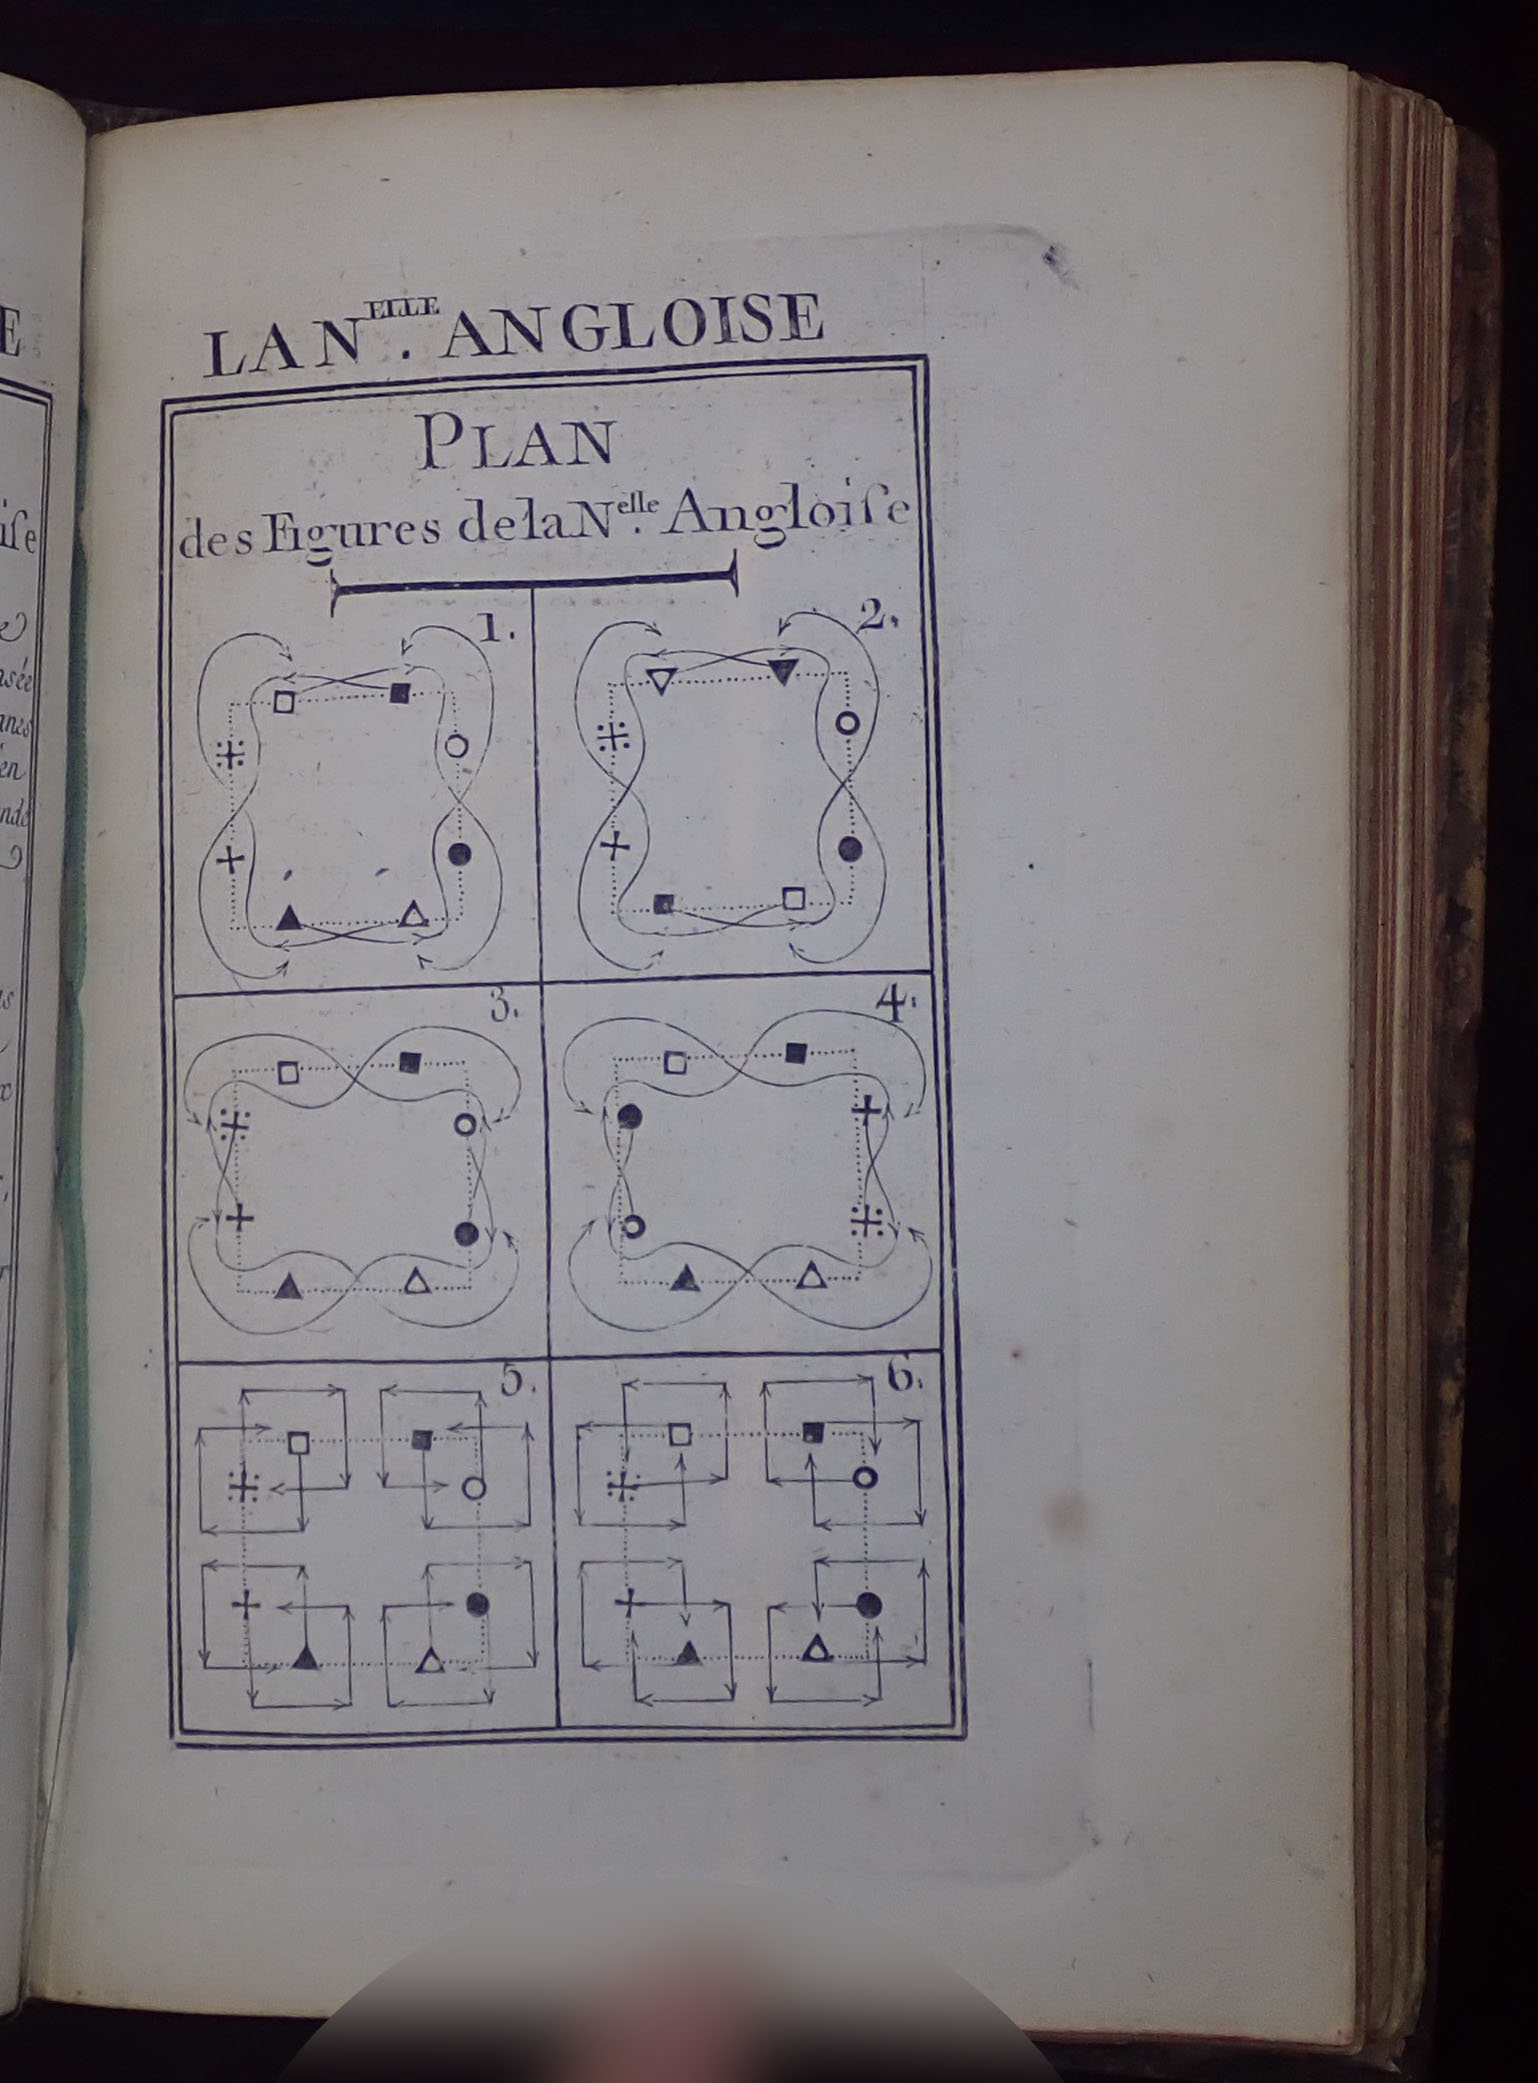 LA N.ELLE ANGLOISE
PLAN
des Figures de la N.elle Angloiſe
1.
2.
3.
4.
5.
6.